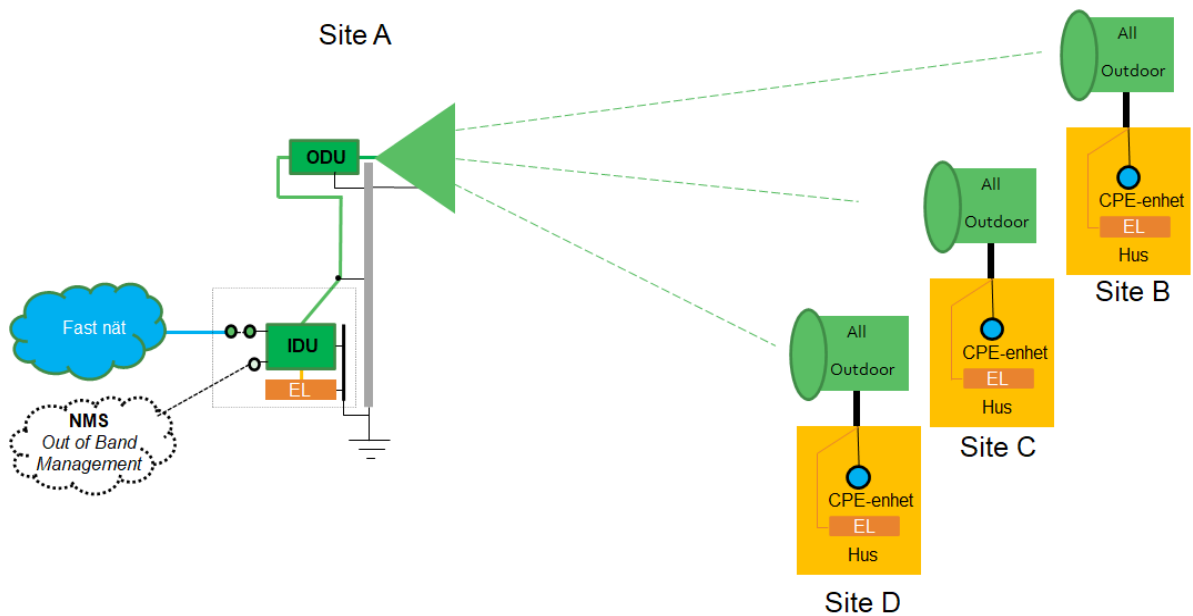 Site A
ODU
Fast nät
IDU
EL
NMS
Out of Band
Management
All
Outdoor
CPE-enhet
EL
Hus
Site B
All
Outdoor
CPE-enhet
EL
Hus
Site C
All
Outdoor
CPE-enhet
EL
Hus
Site D